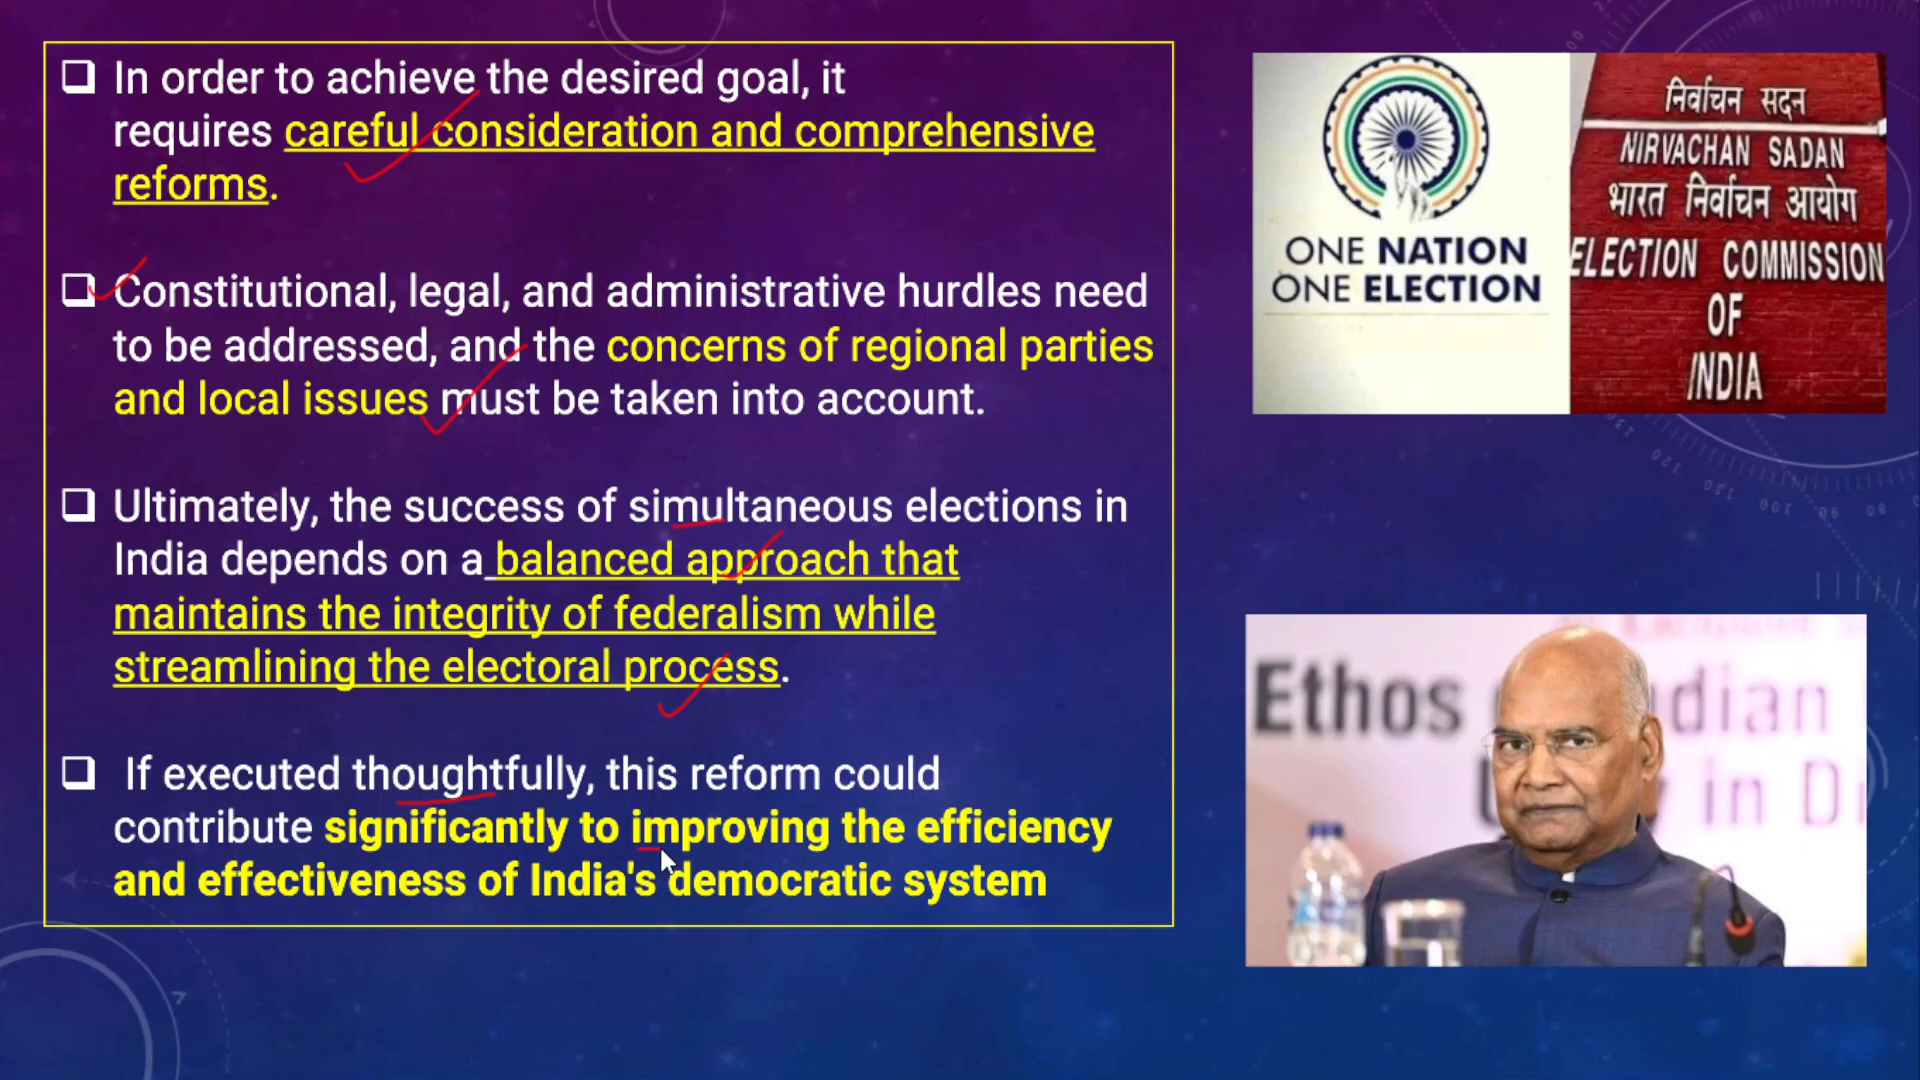 In order to achieve the desired goal, it
requires careful consideration and comprehensive
reforms.
Constitutional, legal, and administrative hurdles need
to be addressed, and the concerns of regional parties
and local issues must be taken into account.
Ultimately, the success of simultaneous elections in
India depends on a balanced approach that
maintains the integrity of federalism while
streamlining the electoral process.
If executed thoughtfully, this reform could
contribute significantly to improving the efficiency
and effectiveness of India's democratic system
ONE NATION
ONE ELECTION
निर्वाचन सदन
NIRVACHAN SADAN
भारत निर्वाचन आयोग
ELECTION COMMISSION
OF
INDIA
Ethos
in